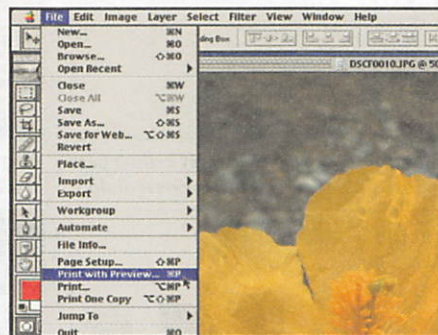 File Edit Image Layer Select Filter View Window Help
New... ⌘N
Open... ⌘O
Browse... ⇧⌘O
Open Recent
Close ⌘W
Close All ⌥⌘W
Save ⌘S
Save As... ⇧⌘S
Save for Web... ⌥⇧⌘S
Revert
Place...
Import
Export
Workgroup
Automate
File Info...
Page Setup... ⇧⌘P
Print with Preview... ⌘P
Print... ⌥⌘P
Print One Copy ⌥⇧⌘P
Jump To
Quit ⌘Q
ding Box
DSCF0010.JPG @ 50